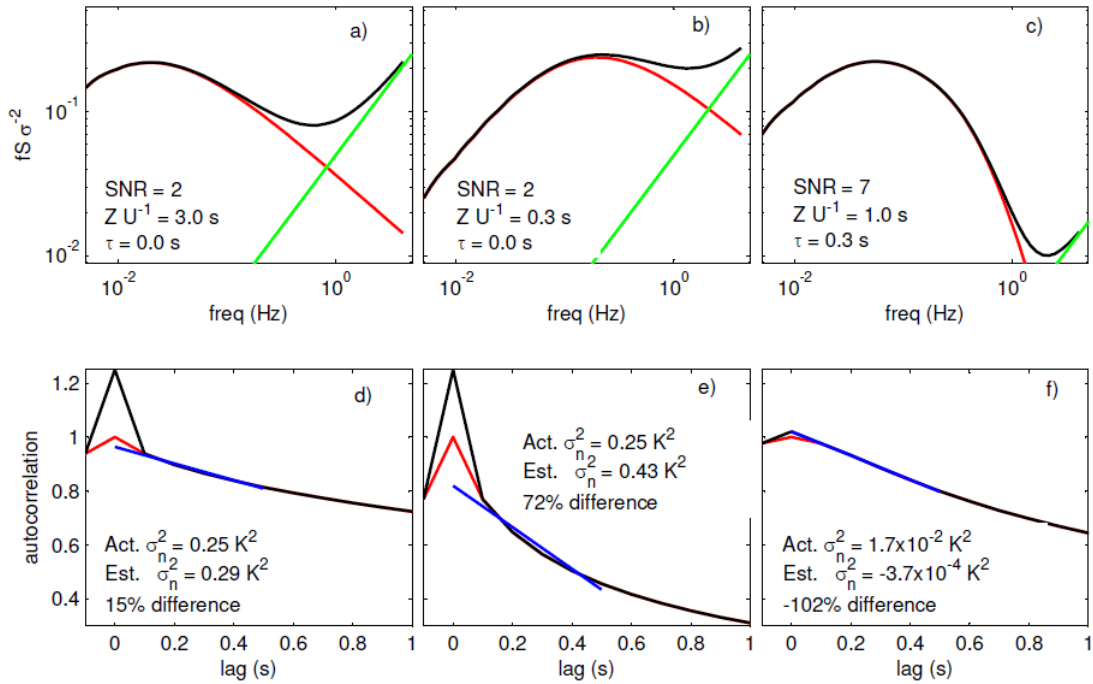 a)
b)
c)
fS σ⁻²
10⁻¹
10⁻²
SNR = 2
Z U⁻¹ = 3.0 s
τ = 0.0 s
SNR = 2
Z U⁻¹ = 0.3 s
τ = 0.0 s
SNR = 7
Z U⁻¹ = 1.0 s
τ = 0.3 s
10⁻² 10⁰
10⁻² 10⁰
10⁻² 10⁰
freq (Hz)
freq (Hz)
freq (Hz)
d)
e)
f)
autocorrelation
1.2
1
0.8
0.6
0.4
Act. σₙ² = 0.25 K²
Est. σₙ² = 0.29 K²
15% difference
Act. σₙ² = 0.25 K²
Est. σₙ² = 0.43 K²
72% difference
Act. σₙ² = 1.7x10⁻² K²
Est. σₙ² = -3.7x10⁻⁴ K²
-102% difference
0 0.2 0.4 0.6 0.8 1
0 0.2 0.4 0.6 0.8 1
0 0.2 0.4 0.6 0.8 1
lag (s)
lag (s)
lag (s)